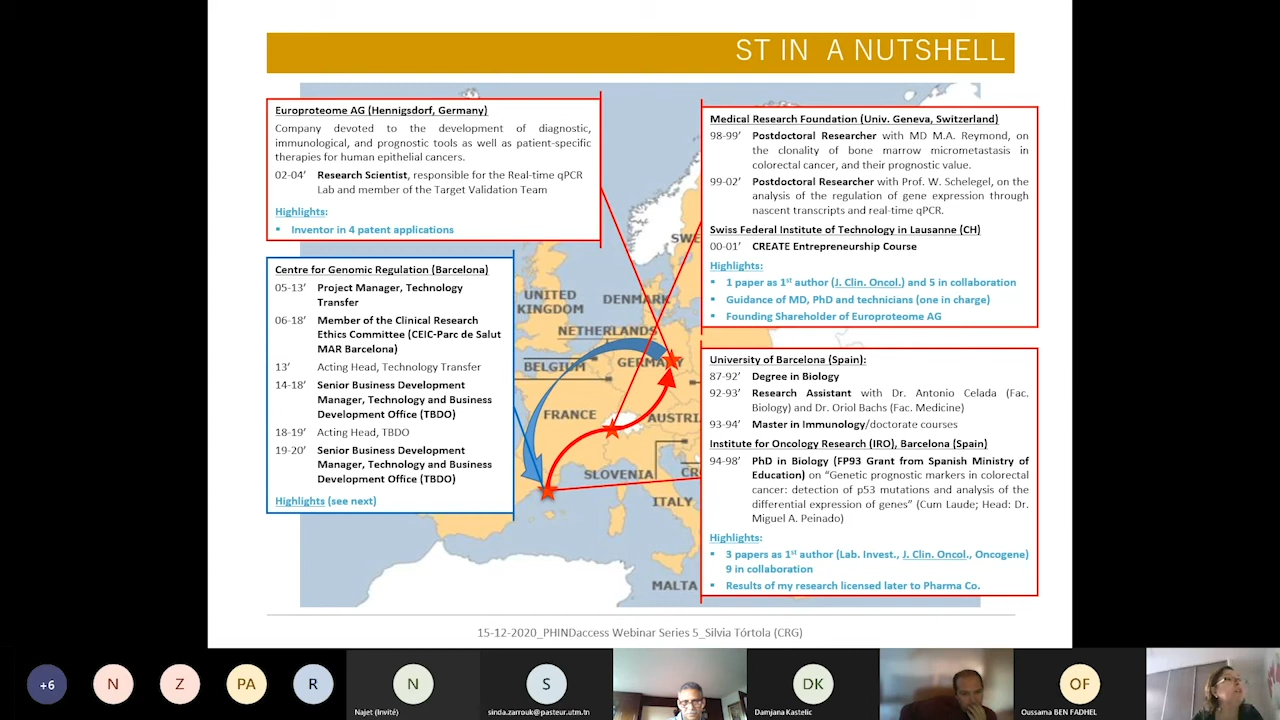 ST IN A NUTSHELL
Europroteome AG (Hennigsdorf, Germany)
Company devoted to the development of diagnostic,
immunological, and prognostic tools as well as patient-specific
therapies for human epithelial cancers.
02-04' Research Scientist, responsible for the Real-time qPCR
Lab and member of the Target Validation Team
Highlights:
▪ Inventor in 4 patent applications
Centre for Genomic Regulation (Barcelona)
05-13' Project Manager, Technology
Transfer
06-18' Member of the Clinical Research
Ethics Committee (CEIC-Parc de Salut
MAR Barcelona)
13' Acting Head, Technology Transfer
14-18' Senior Business Development
Manager, Technology and Business
Development Office (TBDO)
18-19' Acting Head, TBDO
19-20' Senior Business Development
Manager, Technology and Business
Development Office (TBDO)
Highlights (see next)
UNITED
KINGDOM
DENMARK
SWE
NETHERLANDS
BELGIUM
GERMANY
FRANCE
AUSTRI
SLOVENIA
CR
ITALY
MALTA
Medical Research Foundation (Univ. Geneva, Switzerland)
98-99' Postdoctoral Researcher with MD M.A. Reymond, on
the clonality of bone marrow micrometastasis in
colorectal cancer, and their prognostic value.
99-02' Postdoctoral Researcher with Prof. W. Schelegel, on the
analysis of the regulation of gene expression through
nascent transcripts and real-time qPCR.
Swiss Federal Institute of Technology in Lausanne (CH)
00-01' CREATE Entrepreneurship Course
Highlights:
▪ 1 paper as 1st author (J. Clin. Oncol.) and 5 in collaboration
▪ Guidance of MD, PhD and technicians (one in charge)
▪ Founding Shareholder of Europroteome AG
University of Barcelona (Spain):
87-92' Degree in Biology
92-93' Research Assistant with Dr. Antonio Celada (Fac.
Biology) and Dr. Oriol Bachs (Fac. Medicine)
93-94' Master in Immunology/doctorate courses
Institute for Oncology Research (IRO), Barcelona (Spain)
94-98' PhD in Biology (FP93 Grant from Spanish Ministry of
Education) on “Genetic prognostic markers in colorectal
cancer: detection of p53 mutations and analysis of the
differential expression of genes” (Cum Laude; Head: Dr.
Miguel A. Peinado)
Highlights:
▪ 3 papers as 1st author (Lab. Invest., J. Clin. Oncol., Oncogene)
9 in collaboration
▪ Results of my research licensed later to Pharma Co.
15-12-2020_PHINDaccess Webinar Series 5_Silvia Tórtola (CRG)
+6
N
Z
PA
R
N
Najet (Invité)
S
sinda.zarrouk@pasteur.utm.tn
DK
Damjana Kastelic
OF
Oussama BEN FADHEL